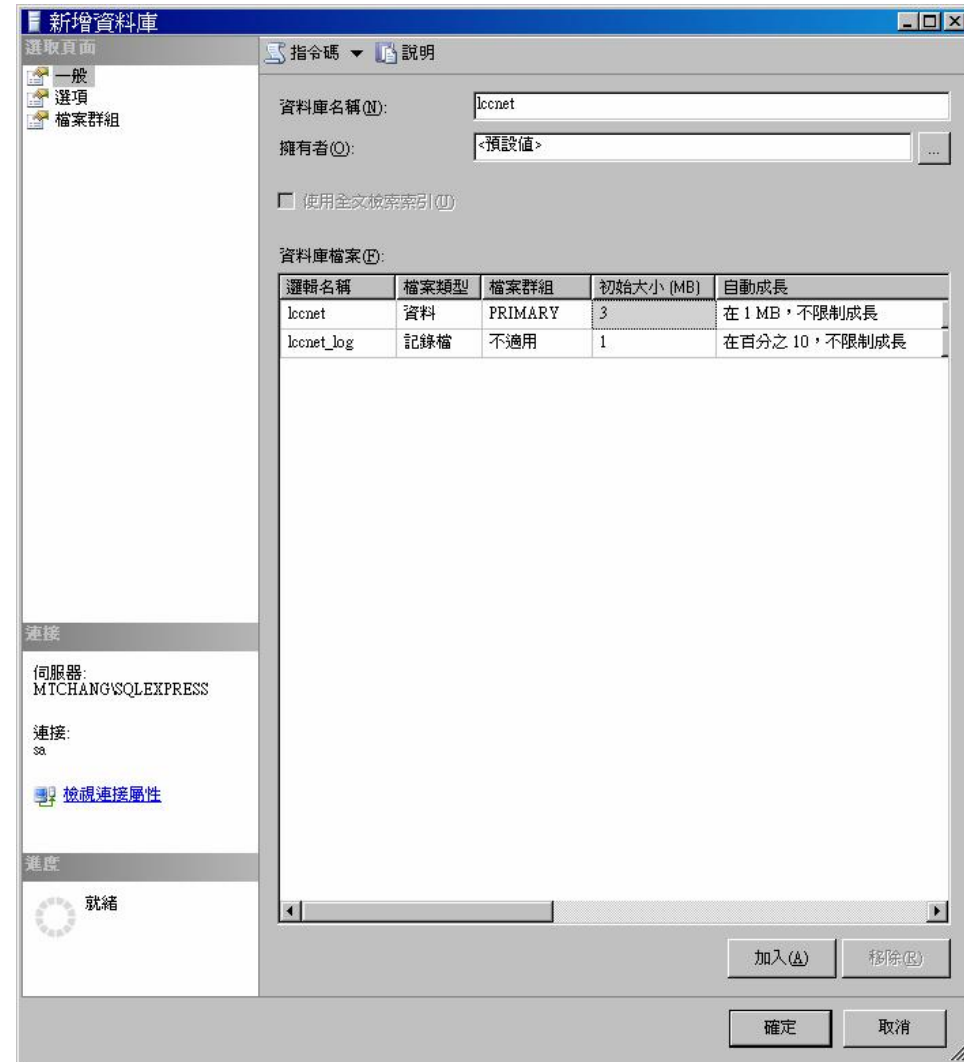 新增資料庫
選取頁面
一般
選項
檔案群組
指令碼 說明
資料庫名稱(N): lccnet
擁有者(O): <預設值> ...
使用全文檢索索引(U)
資料庫檔案(F):
邏輯名稱 檔案類型 檔案群組 初始大小 (MB) 自動成長
lccnet 資料 PRIMARY 3 在 1 MB，不限制成長
lccnet_log 記錄檔 不適用 1 在百分之 10，不限制成長
連接
伺服器:
MTCHANG\SQLEXPRESS
連接:
sa
檢視連接屬性
進度
就緒
加入(A) 移除(R)
確定 取消